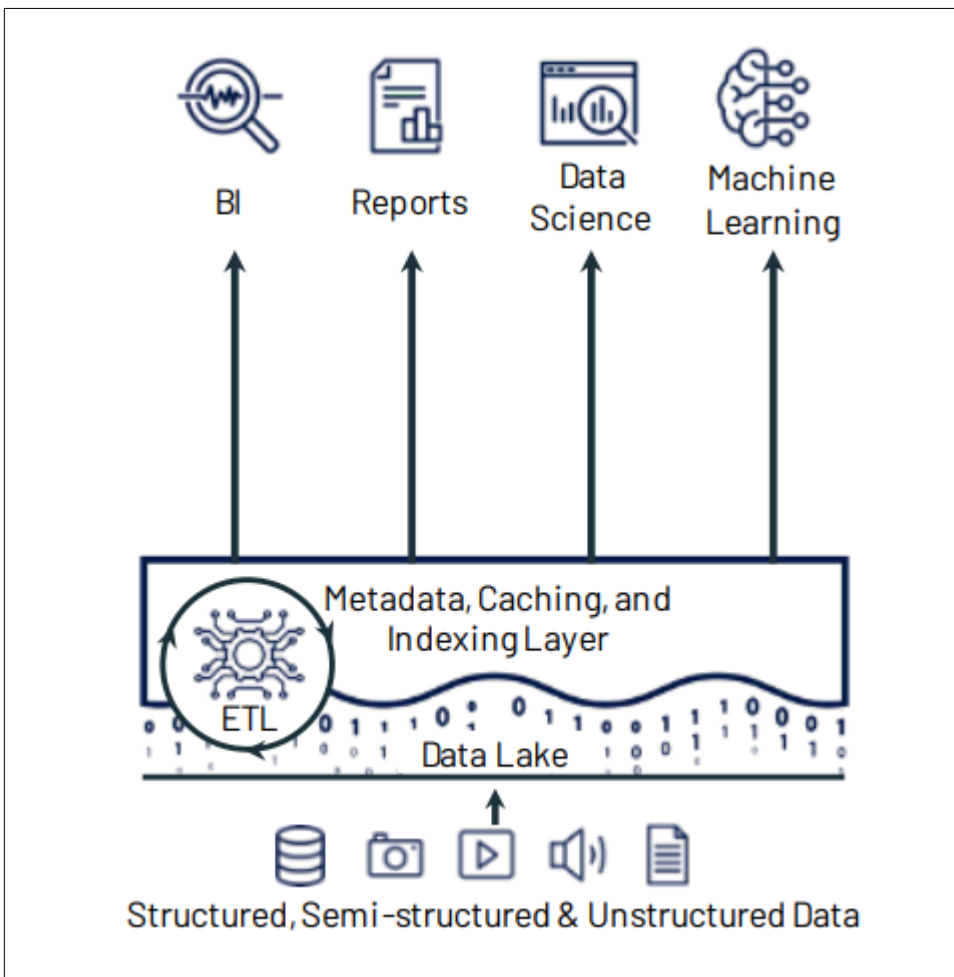 BI
Reports
Data
Science
Machine
Learning
Metadata, Caching, and
Indexing Layer
ETL
Data Lake
Structured, Semi-structured & Unstructured Data